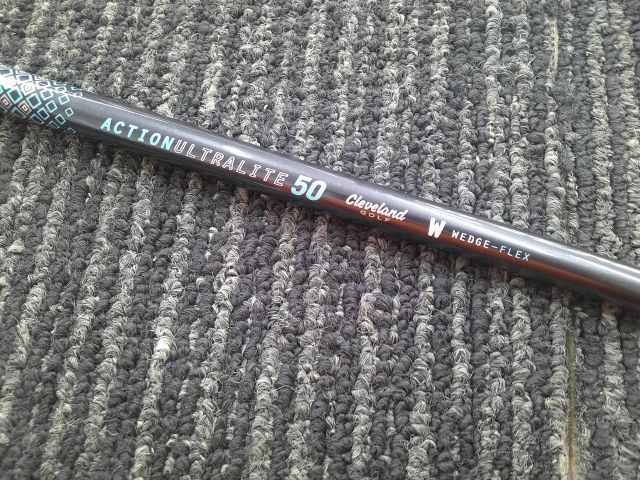 ACTIONULTRALITE 50 Cleveland GOLF W WEDGE-FLEX